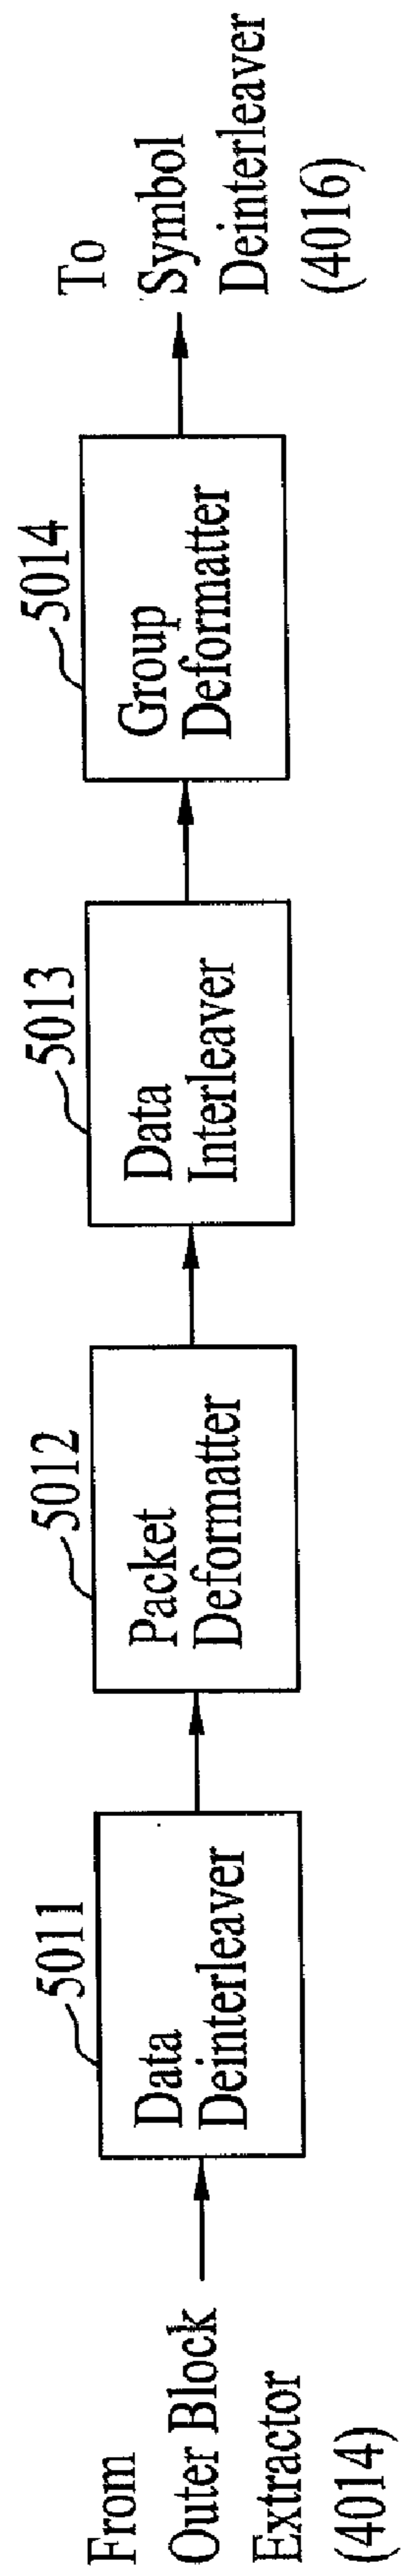 From
Outer Block
Extractor
(4014)
5011
Data
Deinterleaver
5012
Packet
Deformatter
5013
Data
Interleaver
5014
Group
Deformatter
To
Symbol
Deinterleaver
(4016)